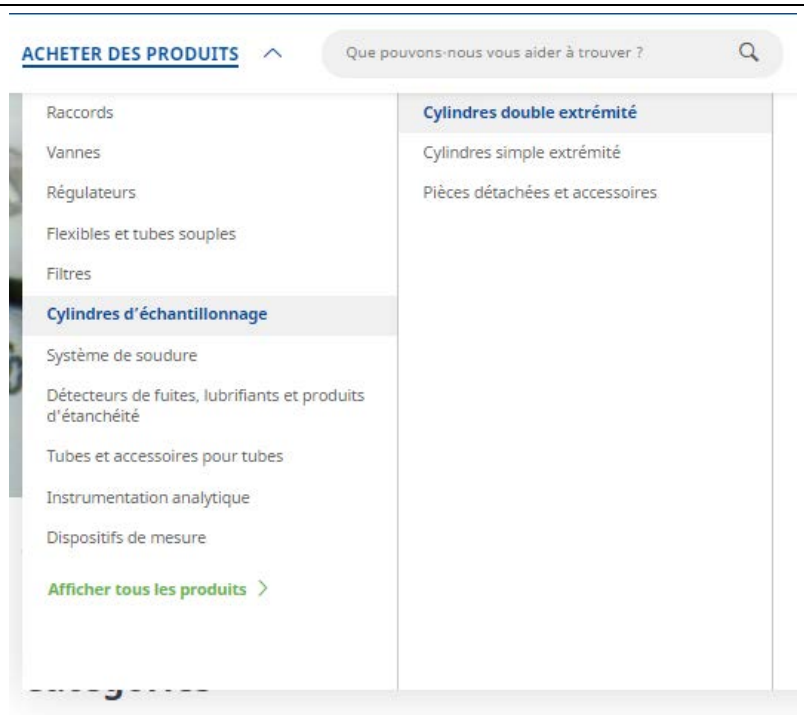 ACHETER DES PRODUITS
Que pouvons-nous vous aider à trouver ?
Raccords
Vannes
Régulateurs
Flexibles et tubes souples
Filtres
Cylindres d'échantillonnage
Système de soudure
Détecteurs de fuites, lubrifiants et produits
d'étanchéité
Tubes et accessoires pour tubes
Instrumentation analytique
Dispositifs de mesure
Afficher tous les produits
Cylindres double extrémité
Cylindres simple extrémité
Pièces détachées et accessoires